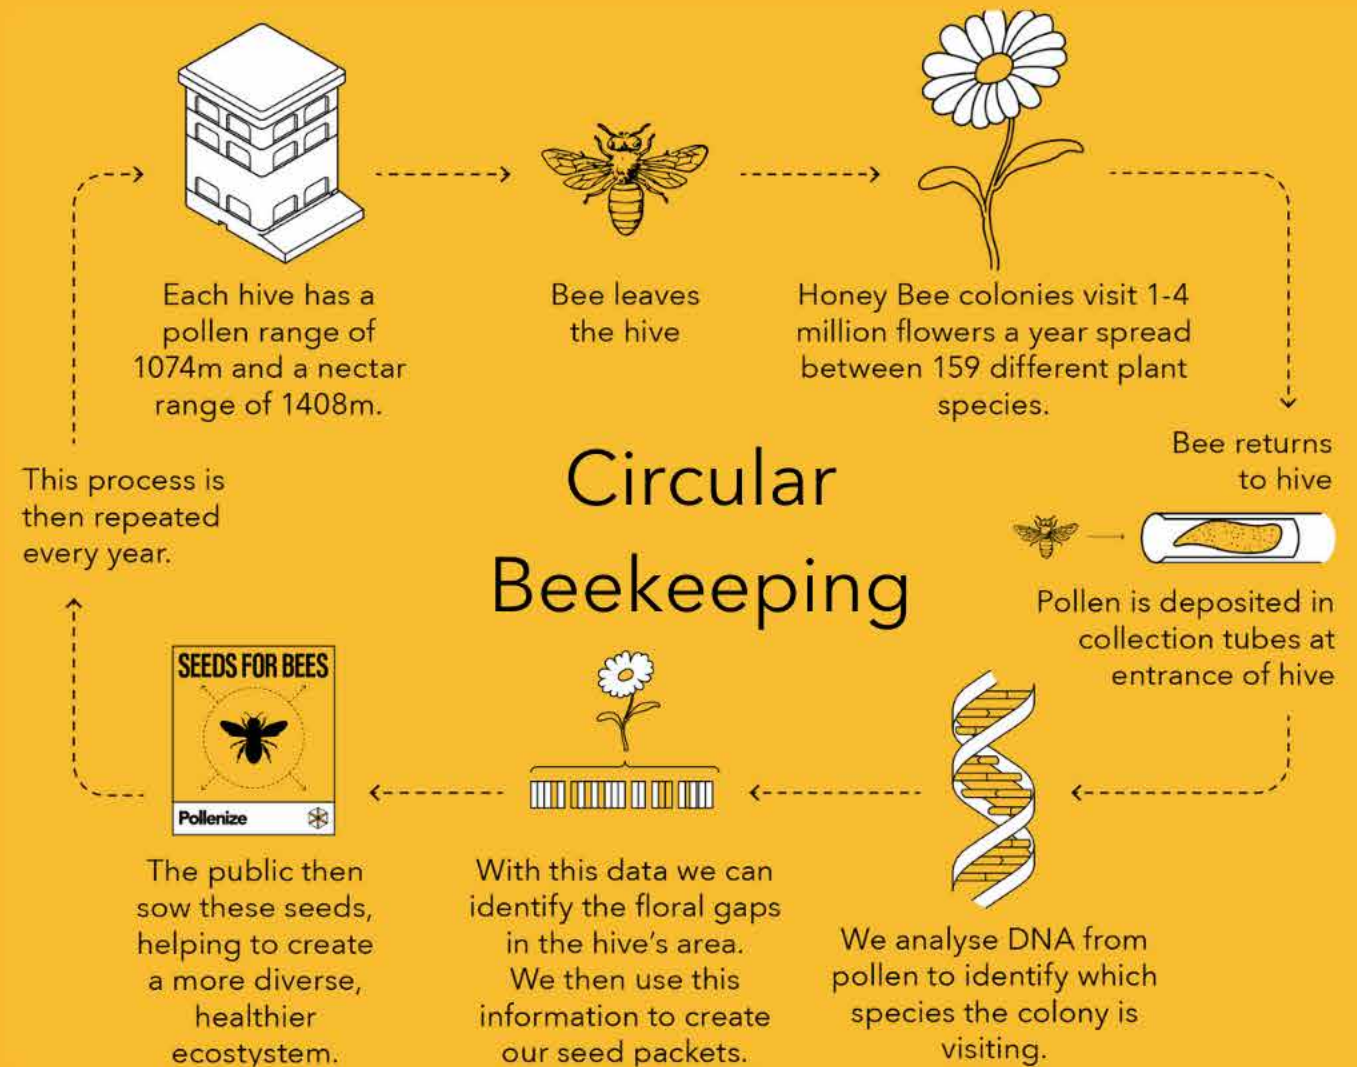 Each hive has a
pollen range of
1074m and a nectar
range of 1408m.
Bee leaves
the hive
Honey Bee colonies visit 1-4
million flowers a year spread
between 159 different plant
species.
Circular
Beekeeping
Bee returns
to hive
Pollen is deposited in
collection tubes at
entrance of hive
We analyse DNA from
pollen to identify which
species the colony is
visiting.
With this data we can
identify the floral gaps
in the hive's area.
We then use this
information to create
our seed packets.
SEEDS FOR BEES
Pollenize
The public then
sow these seeds,
helping to create
a more diverse,
healthier
ecostystem.
This process is
then repeated
every year.